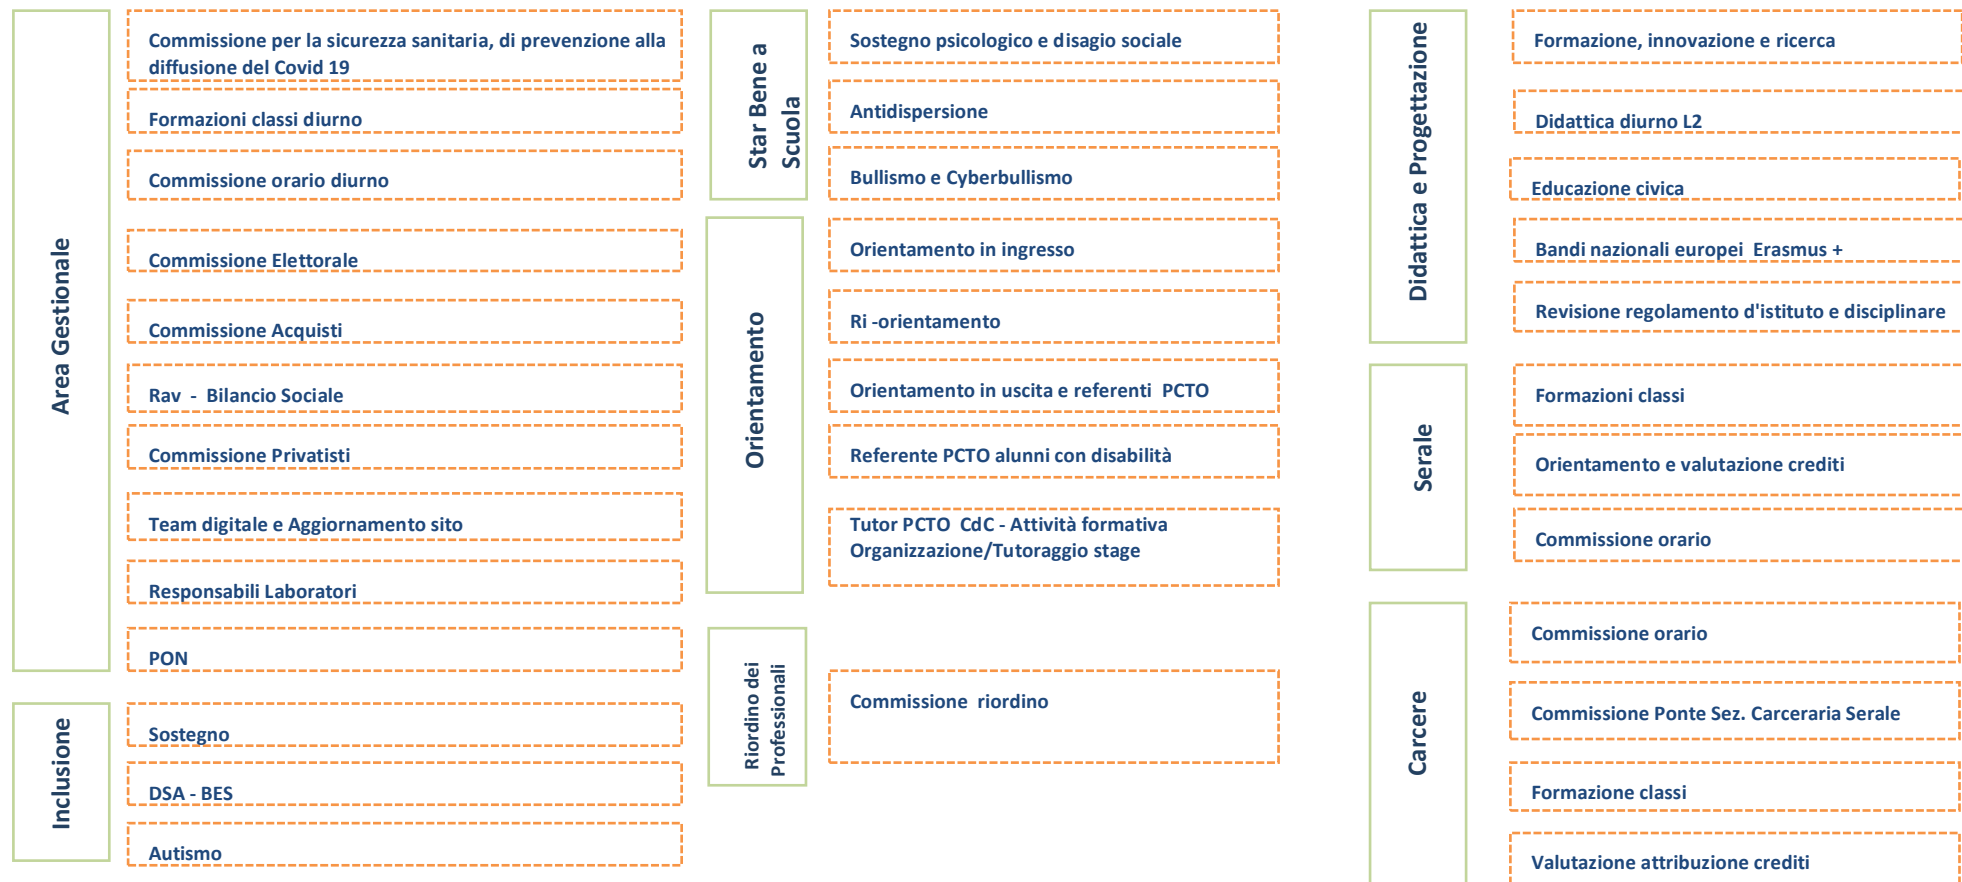 Area Gestionale
Commissione per la sicurezza sanitaria, di prevenzione alla
diffusione del Covid 19
Formazioni classi diurno
Commissione orario diurno
Commissione Elettorale
Commissione Acquisti
Rav - Bilancio Sociale
Commissione Privatisti
Team digitale e Aggiornamento sito
Responsabili Laboratori
PON
Inclusione
Sostegno
DSA - BES
Autismo
Star Bene a
Scuola
Sostegno psicologico e disagio sociale
Antidispersione
Bullismo e Cyberbullismo
Orientamento
Orientamento in ingresso
Ri -orientamento
Orientamento in uscita e referenti PCTO
Referente PCTO alunni con disabilità
Tutor PCTO CdC - Attività formativa
Organizzazione/Tutoraggio stage
Riordino dei
Professionali
Commissione riordino
Didattica e Progettazione
Formazione, innovazione e ricerca
Didattica diurno L2
Educazione civica
Bandi nazionali europei Erasmus +
Revisione regolamento d'istituto e disciplinare
Serale
Formazioni classi
Orientamento e valutazione crediti
Commissione orario
Carcere
Commissione orario
Commissione Ponte Sez. Carceraria Serale
Formazione classi
Valutazione attribuzione crediti